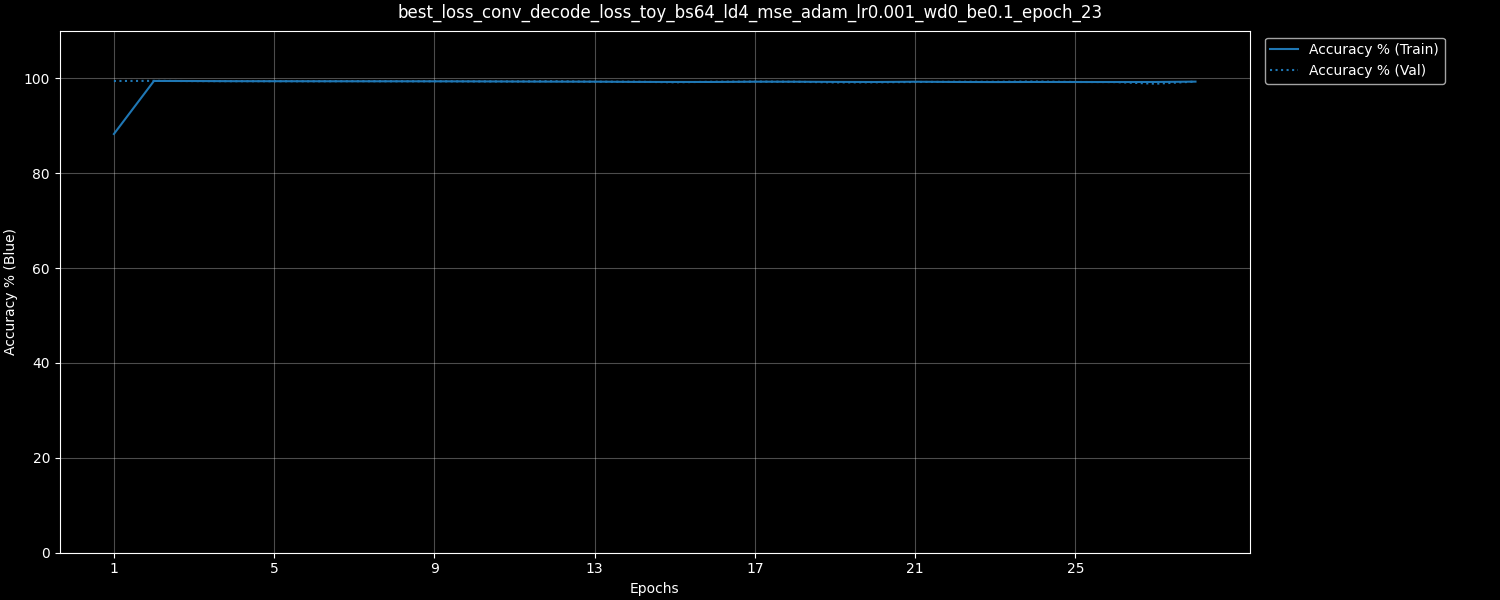 best_loss_conv_decode_loss_toy_bs64_ld4_mse_adam_lr0.001_wd0_be0.1_epoch_23
Accuracy % (Train)
Accuracy % (Val)
Accuracy % (Blue)
100
80
60
40
20
0
1 5 9 13 17 21 25
Epochs